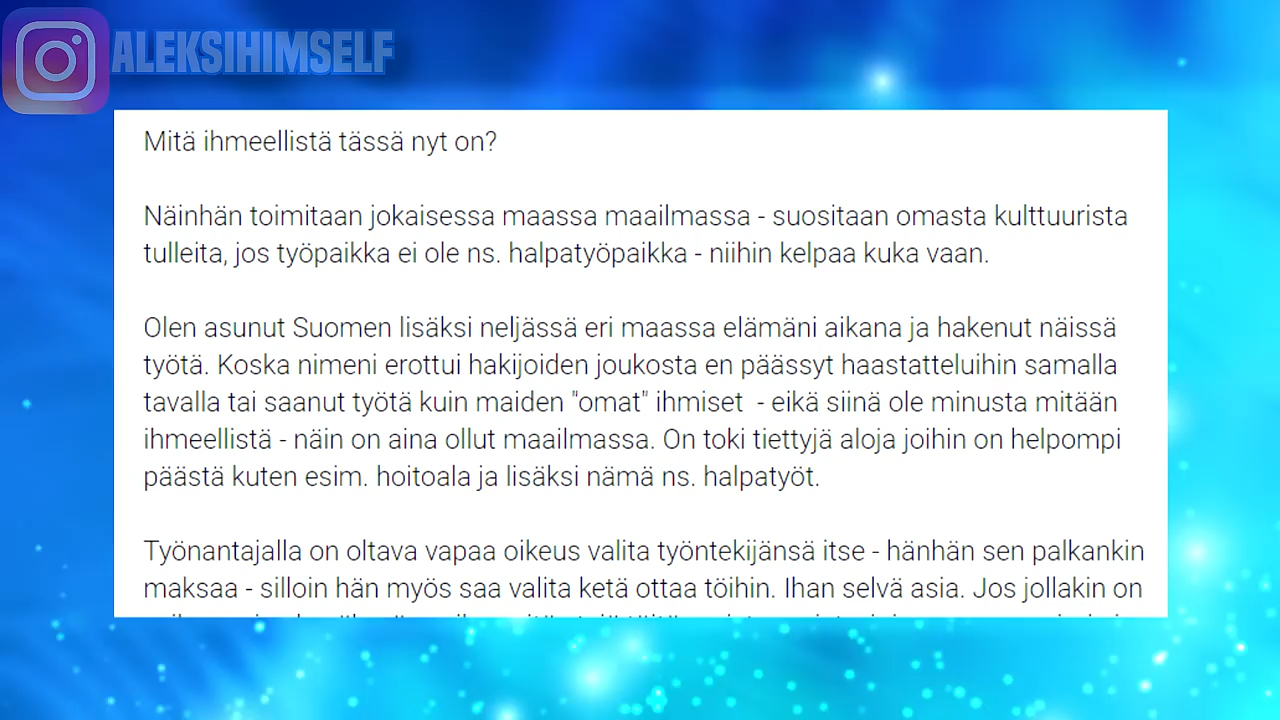 ALEKSIHIMSELF
Mitä ihmeellistä tässä nyt on?
Näinhän toimitaan jokaisessa maassa maailmassa - suositaan omasta kulttuurista
tulleita, jos työpaikka ei ole ns. halpatyöpaikka - niihin kelpaa kuka vaan.
Olen asunut Suomen lisäksi neljässä eri maassa elämäni aikana ja hakenut näissä
työtä. Koska nimeni erottui hakijoiden joukosta en päässyt haastatteluihin samalla
tavalla tai saanut työtä kuin maiden "omat" ihmiset - eikä siinä ole minusta mitään
ihmeellistä - näin on aina ollut maailmassa. On toki tiettyjä aloja joihin on helpompi
päästä kuten esim. hoitoala ja lisäksi nämä ns. halpatyöt.
Työnantajalla on oltava vapaa oikeus valita työntekijänsä itse - hänhän sen palkankin
maksaa - silloin hän myös saa valita ketä ottaa töihin. Ihan selvä asia. Jos jollakin on